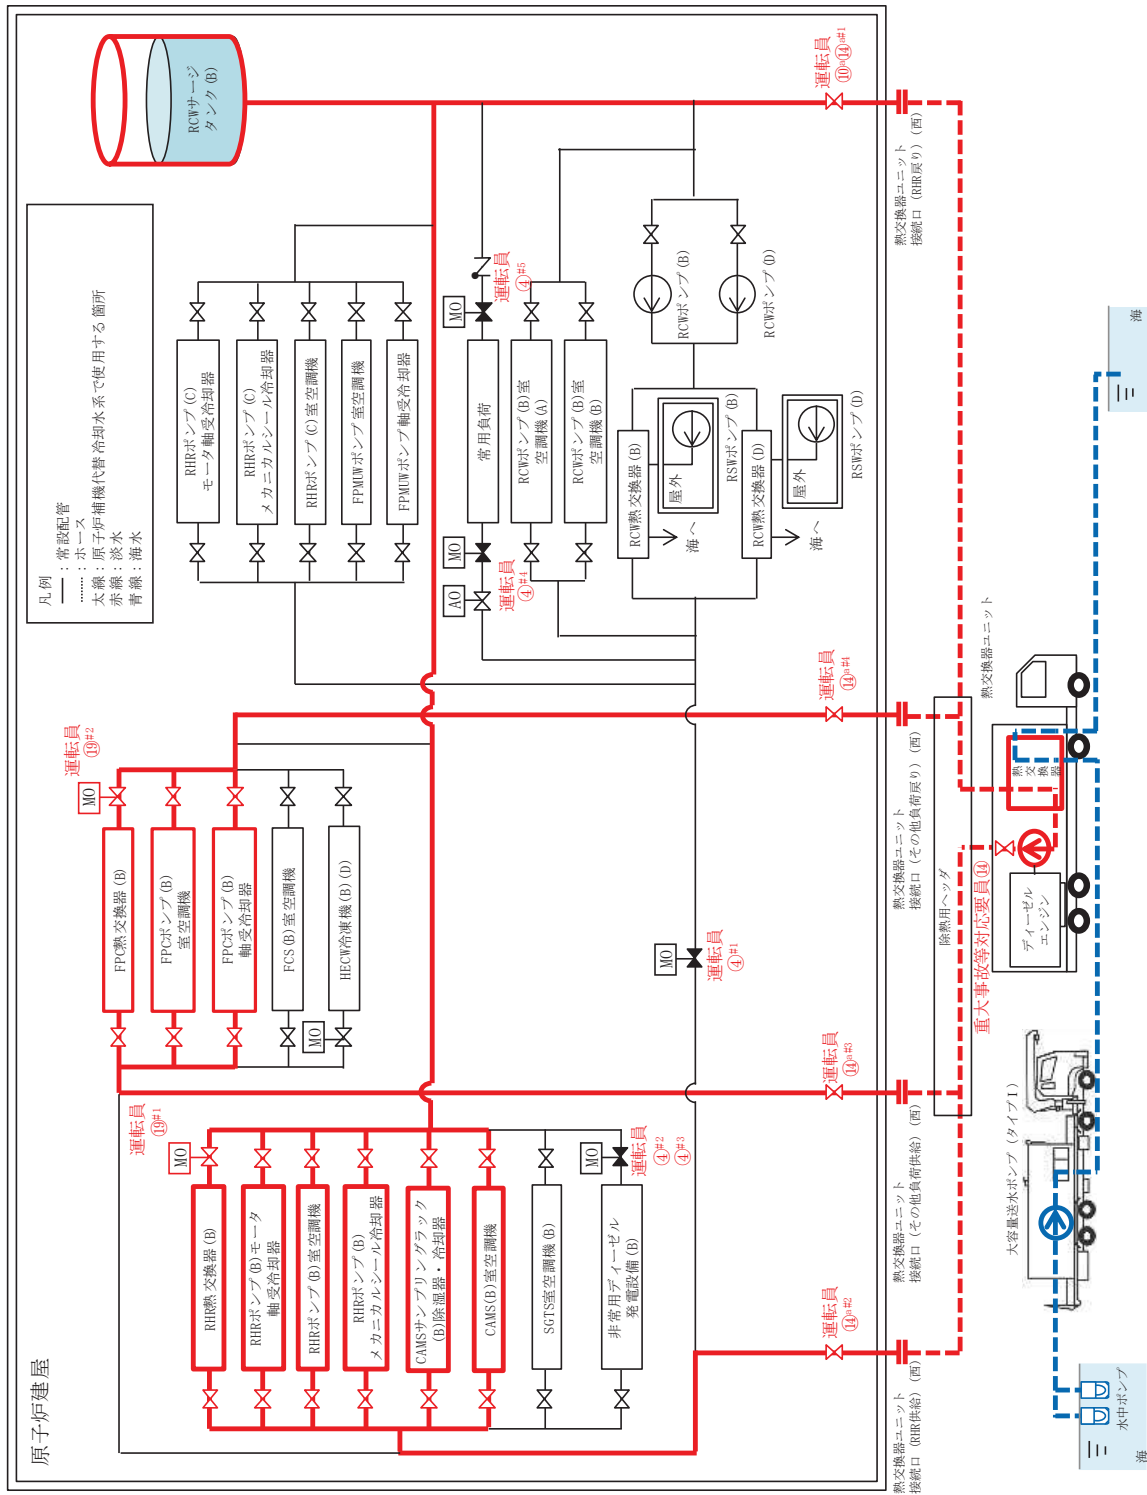 原子炉建屋
凡例
━━ ：常設配管
┈┈ ：ホース
太線：原子炉補機代替冷却水系で使用する箇所
赤線：淡水
青線：海水
RCWサージ
タンク(B)
RHRポンプ(C)
モータ軸受冷却器
RHRポンプ(C)
メカニカルシール冷却器
RHRポンプ(C)室空調機
FPMUWポンプ室空調機
FPMUWポンプ軸受冷却器
MO
運転員
④#5
常用負荷
MO
AO
運転員
④#4
RCWポンプ(B)室
空調機(A)
RCWポンプ(B)室
空調機(B)
RCWポンプ(B)
RCWポンプ(D)
RCW熱交換器(B)
屋外
RSWポンプ(B)
海へ
RCW熱交換器(D)
屋外
RSWポンプ(D)
海へ
運転員
⑲#2
MO
FPC熱交換器(B)
FPCポンプ(B)
室空調機
FPCポンプ(B)
軸受冷却器
FCS(B)室空調機
HECW冷凍機(B)(D)
MO
MO
運転員
④#1
運転員
⑲#1
MO
RHR熱交換器(B)
RHRポンプ(B)モータ
軸受冷却器
RHRポンプ(B)室空調機
RHRポンプ(B)
メカニカルシール冷却器
CAMSサンプリングラック
(B)除湿器・冷却器
CAMS(B)室空調機
SGTS室空調機(B)
非常用ディーゼル
発電設備(B)
MO
運転員
④#2
④#3
運転員
⑭a#2
運転員
⑭a#3
運転員
⑭a#4
運転員
⑩a⑭a#1
熱交換器ユニット
接続口（RHR供給）（西）
熱交換器ユニット
接続口（その他負荷供給）（西）
熱交換器ユニット
接続口（その他負荷戻り）（西）
熱交換器ユニット
接続口（RHR戻り）（西）
除熱用ヘッダ
重大事故等対応要員⑭
熱交換器ユニット
熱交換器
ディーゼル
エンジン
大容量送水ポンプ（タイプⅠ）
水中ポンプ
海
海